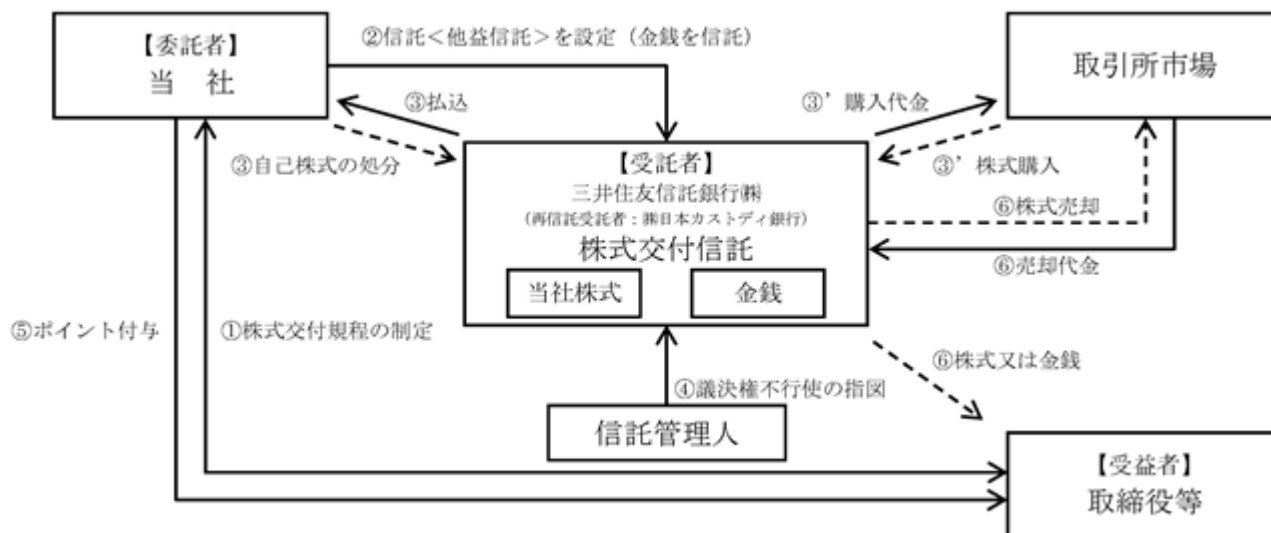 【委託者】
当　社
②信託＜他益信託＞を設定（金銭を信託）
取引所市場
③払込
③’購入代金
③自己株式の処分
【受託者】
三井住友信託銀行㈱
（再信託受託者：㈱日本カストディ銀行）
株式交付信託
当社株式
金銭
③’株式購入
⑥株式売却
⑥売却代金
⑤ポイント付与
①株式交付規程の制定
⑥株式又は金銭
④議決権不行使の指図
信託管理人
【受益者】
取締役等